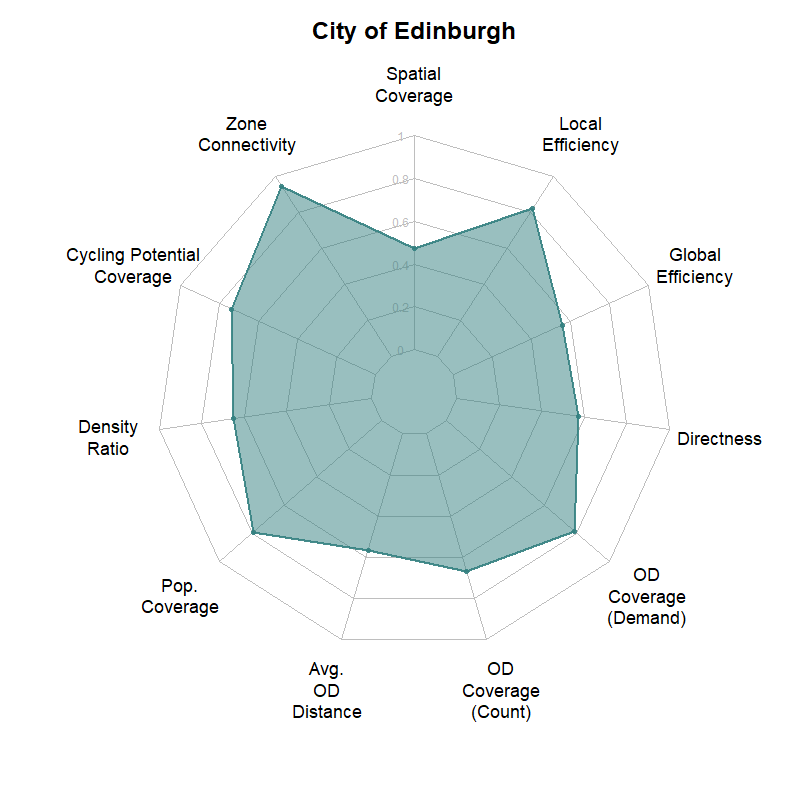 City of Edinburgh
Spatial
Coverage
Zone
Connectivity
Local
Efficiency
1
0.8
0.6
0.4
0.2
0
Cycling Potential
Coverage
Global
Efficiency
Density
Ratio
Directness
Pop.
Coverage
OD
Coverage
(Demand)
Avg.
OD
Distance
OD
Coverage
(Count)